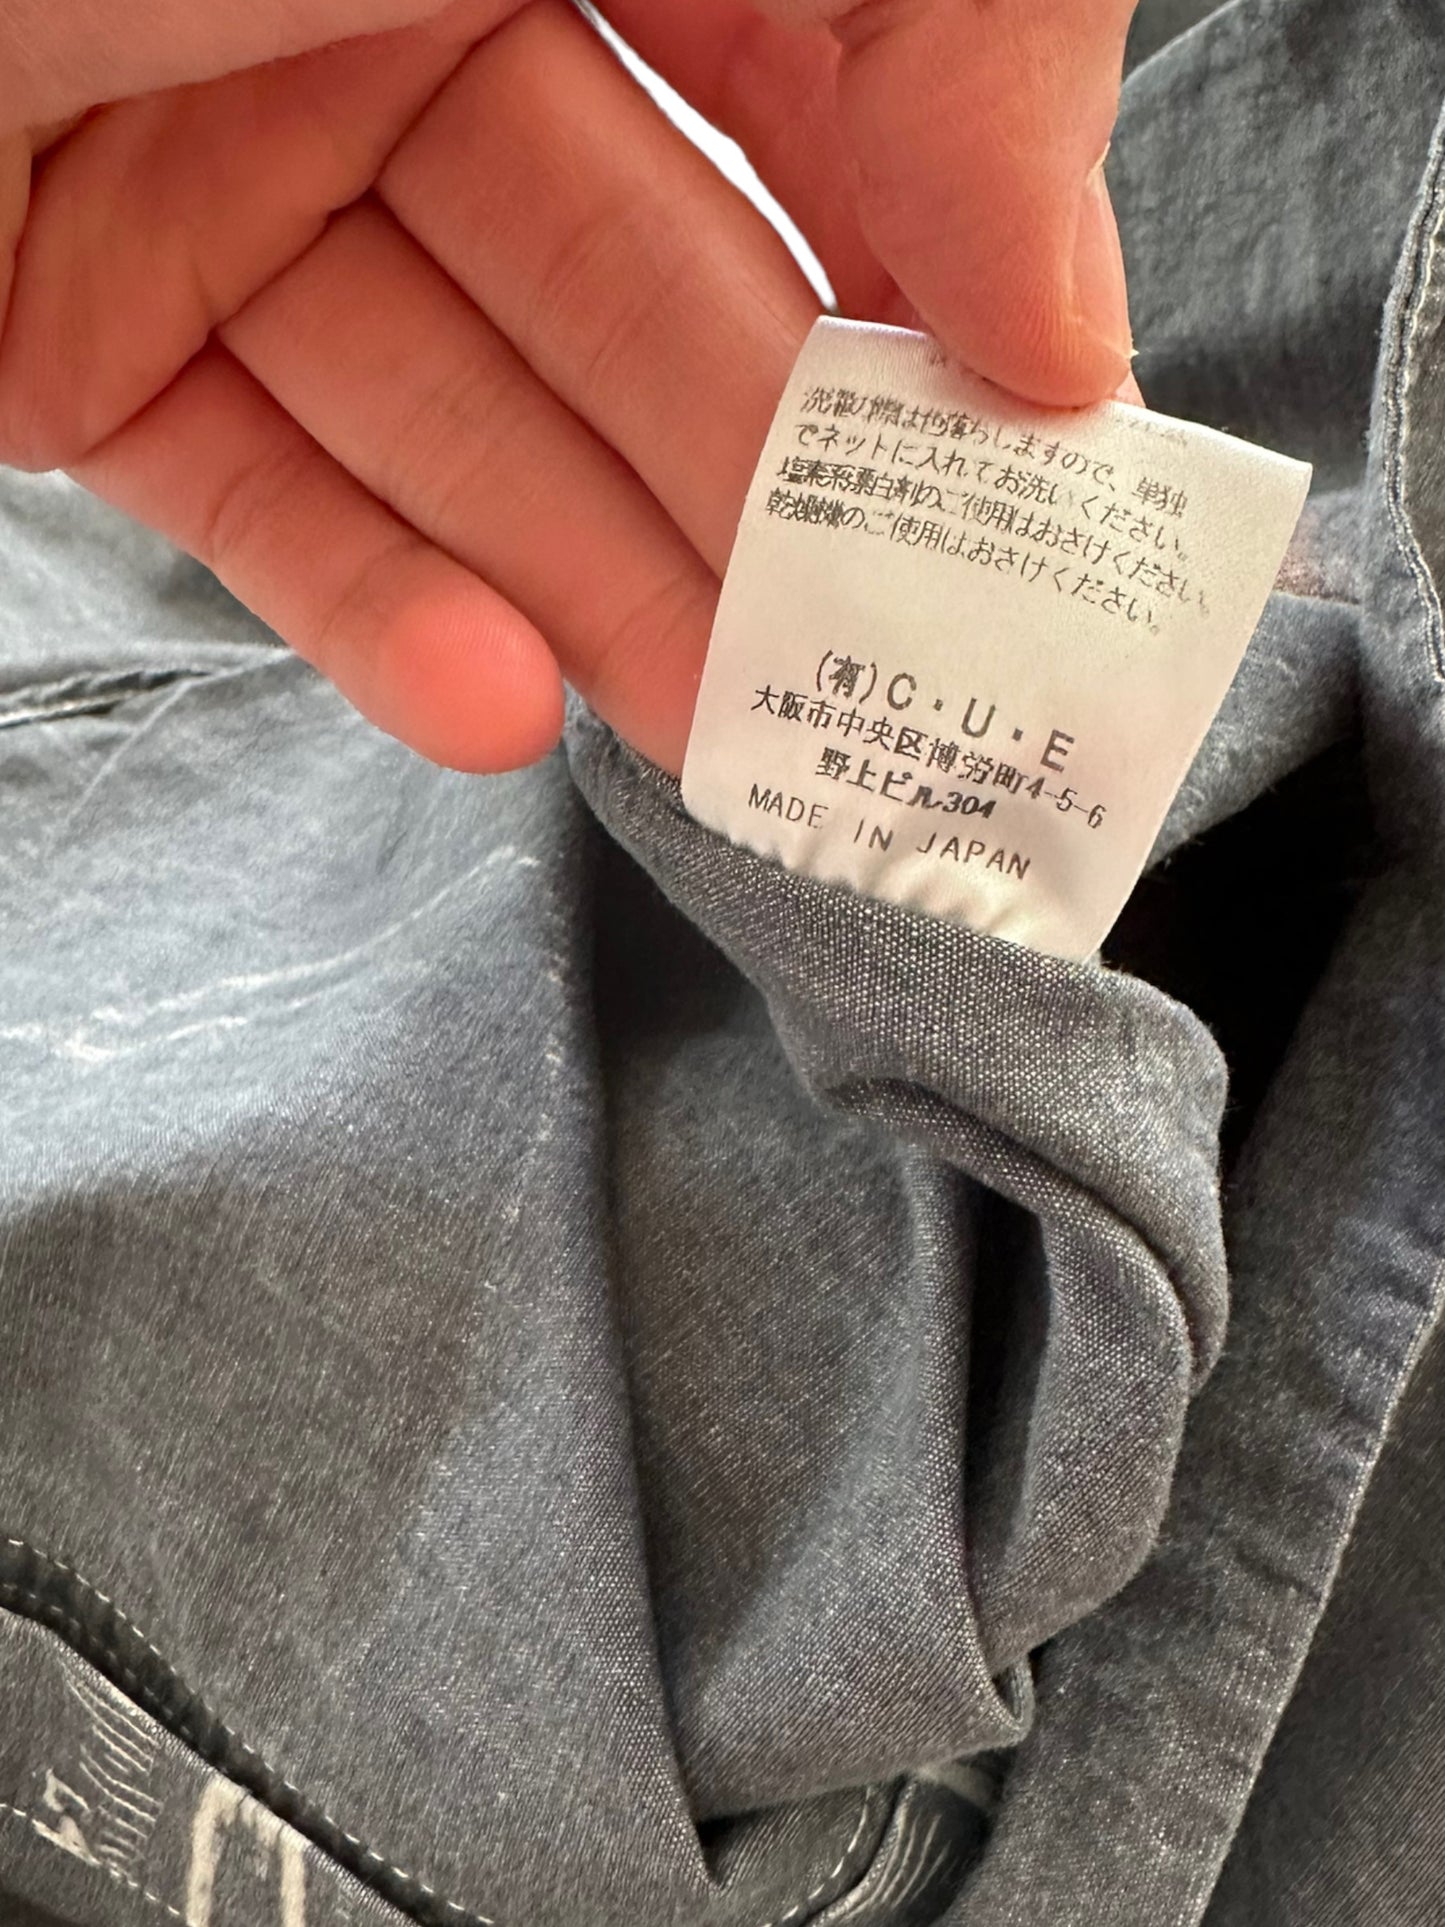 洗濯の際は色落ちしますので、単独
でネットに入れてお洗いください。
塩素系漂白剤のご使用はおさけください。
乾燥機のご使用はおさけください。
(有)C・U・E
大阪市中央区博労町4-5-6
野上ビル304
MADE IN JAPAN